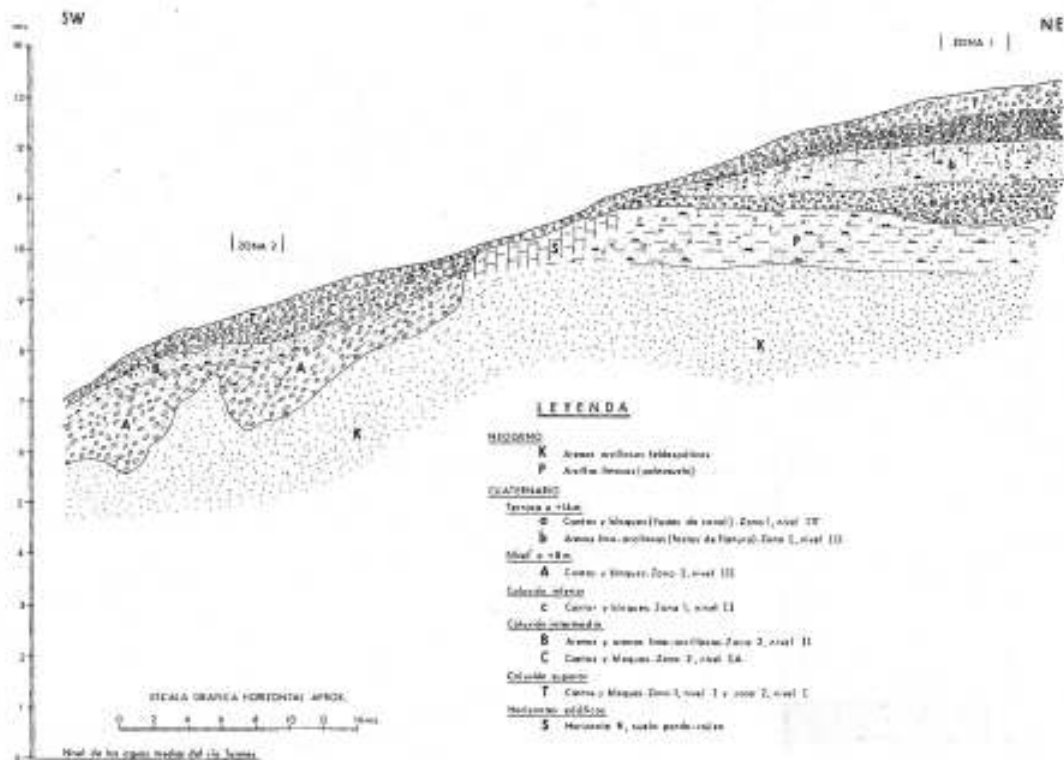 SW
NE
ZONA 1
ZONA 2
T
b
S
P
K
A
B
A
K
C
LEYENDA
NEOGENO
K Arenas arcillosas feldespáticas
P Arcillas limosas (paleosuelo)
CUATERNARIO
Terraza a +14m
a Cantos y bloques (facies de canal). Zona 1, nivel
b Arenas limo-arcillosas (facies de llanura). Zona 1, nivel III
Nivel a +8m
A Cantos y bloques. Zona 2, nivel III
Coluvión inferior
c Cantos y bloques. Zona 1, nivel II
Coluvión intermedio
B Arenas y arenas limo-arcillosas. Zona 2, nivel II
C Cantos y bloques. Zona 2, nivel
Coluvión superior
T Cantos y bloques. Zona 1, nivel I y zona 2, nivel I
Horizontes edáficos
S Horizonte B, suelo pardo-rojizo
ESCALA GRAFICA HORIZONTAL APROX.
0 2 4 6 8 10
Nivel de las aguas medias del río Tormes